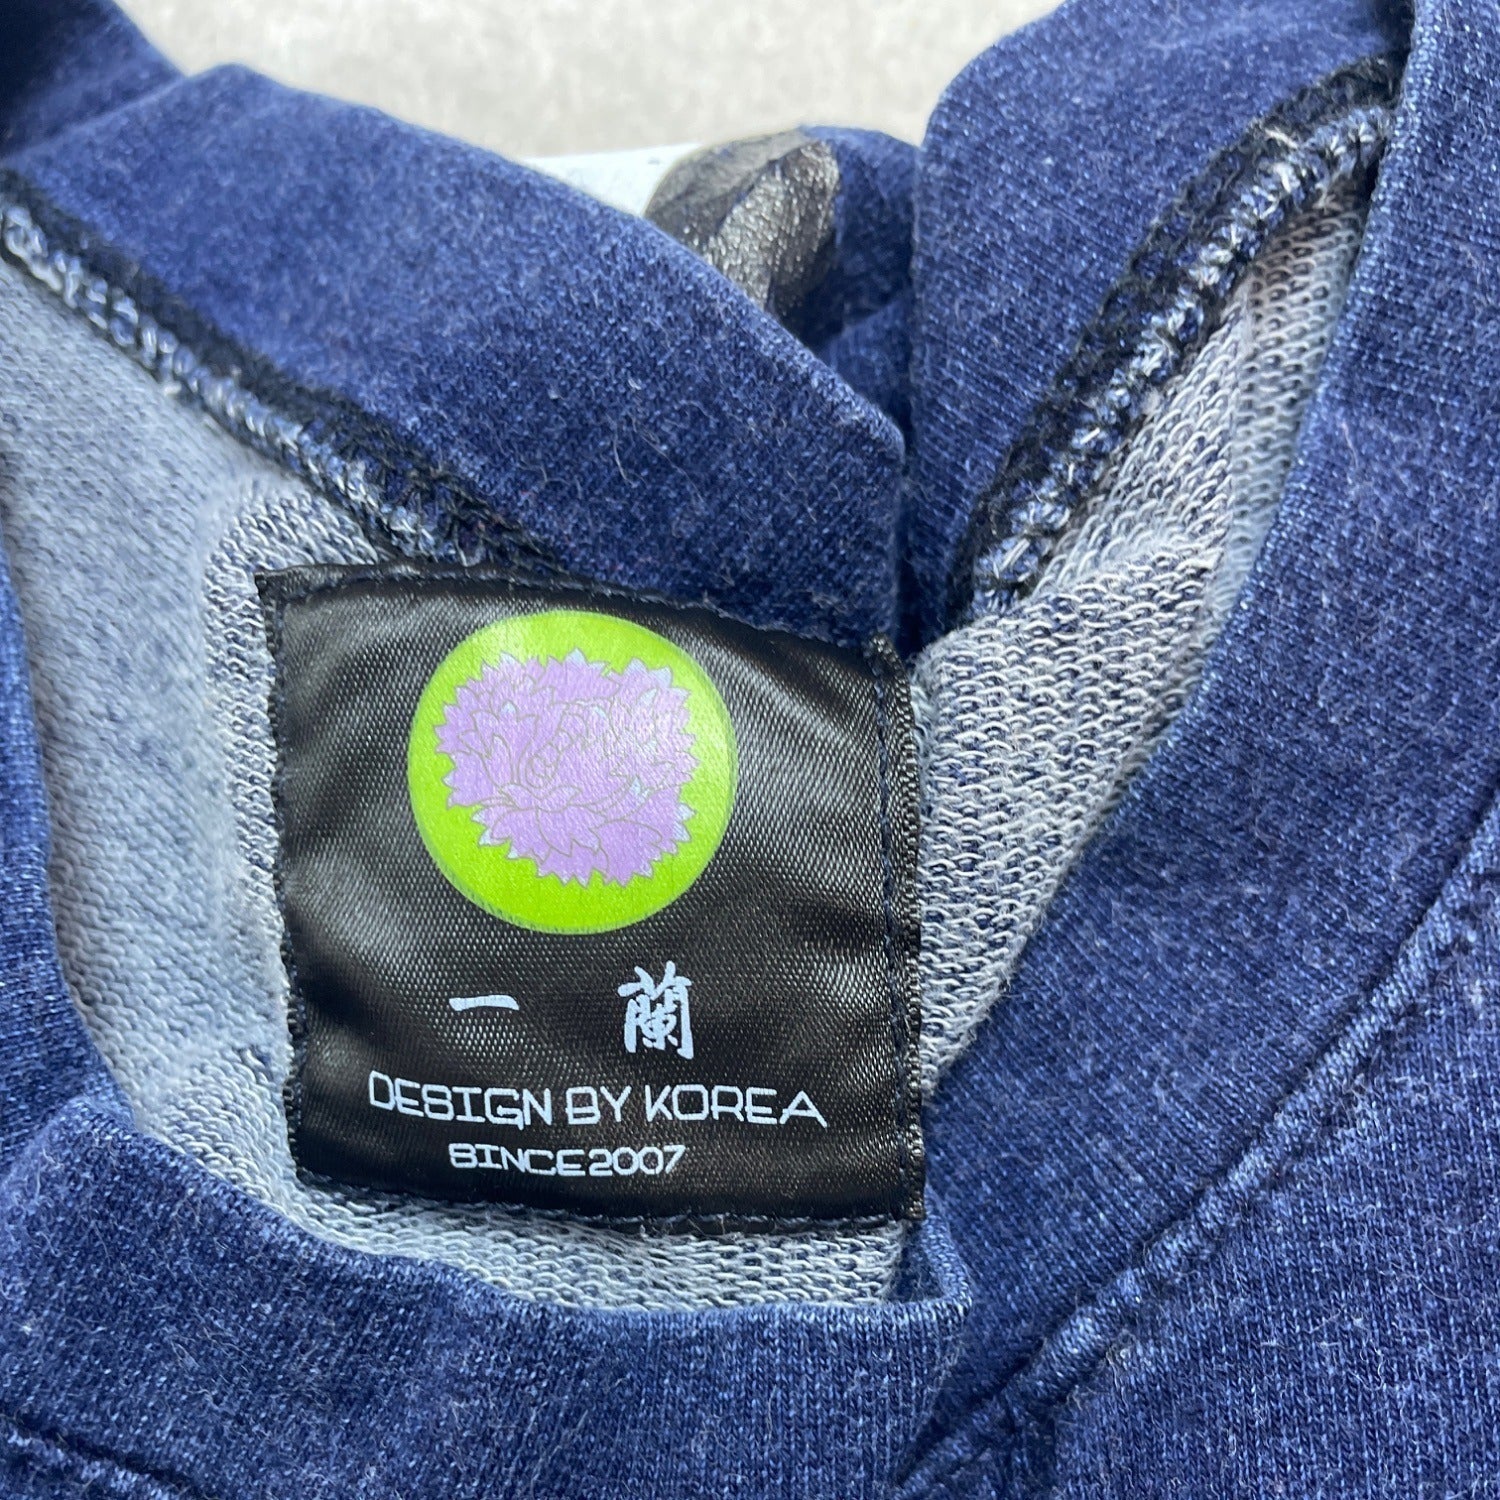 一 蘭
DESIGN BY KOREA
SINCE2007